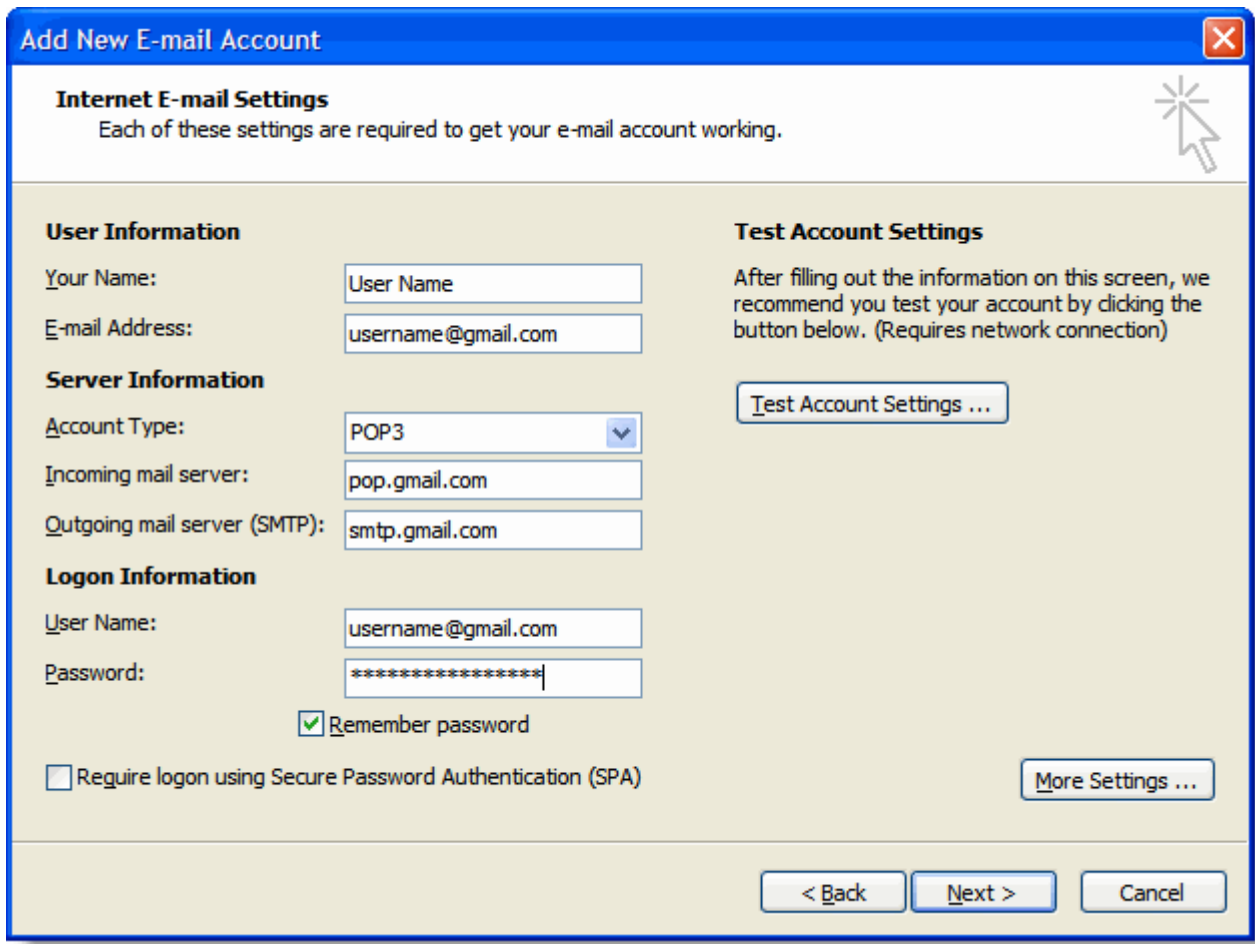 Add New E-mail Account
Internet E-mail Settings
Each of these settings are required to get your e-mail account working.
User Information
Your Name:
User Name
E-mail Address:
username@gmail.com
Server Information
Account Type:
POP3
Incoming mail server:
pop.gmail.com
Outgoing mail server (SMTP):
smtp.gmail.com
Logon Information
User Name:
username@gmail.com
Password:
****************
Remember password
Require logon using Secure Password Authentication (SPA)
Test Account Settings
After filling out the information on this screen, we
recommend you test your account by clicking the
button below. (Requires network connection)
Test Account Settings ...
More Settings ...
< Back
Next >
Cancel